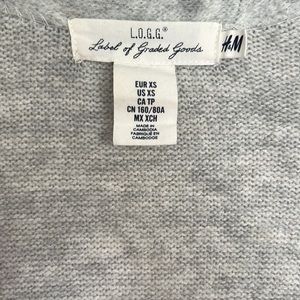 L.O.G.G.®
Label of Graded Goods
H&M
EUR XS
US XS
CA TP
CN 160/80A
MX XCH
MADE IN
CAMBODIA
FABRIQUÉ EN
CAMBODGE